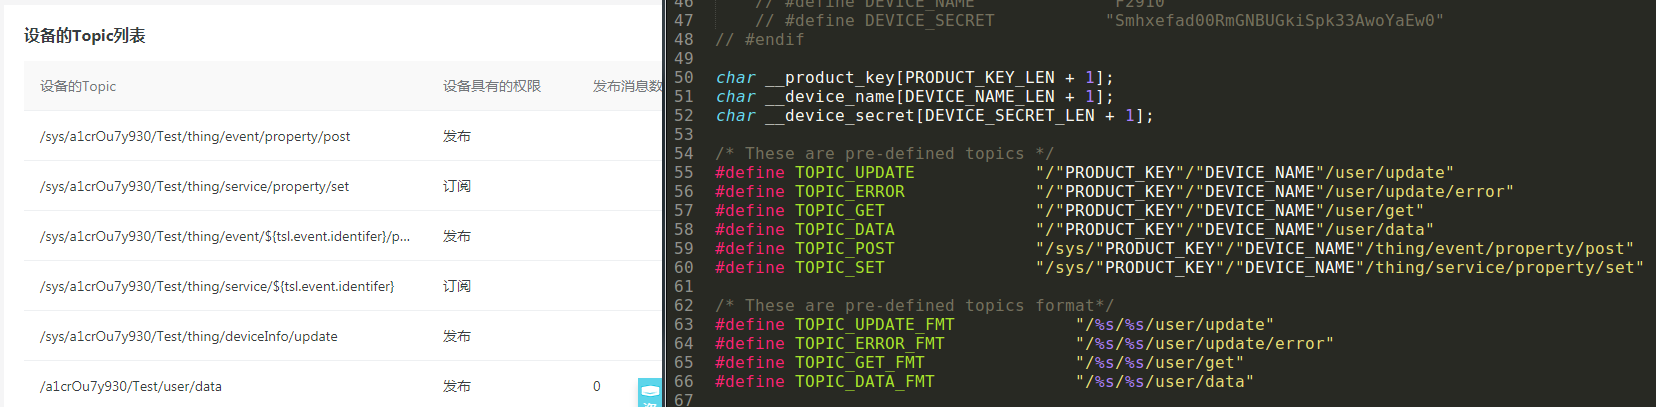 设备的Topic列表
设备的Topic 设备具有的权限 发布消息数
/sys/a1crOu7y930/Test/thing/event/property/post 发布
/sys/a1crOu7y930/Test/thing/service/property/set 订阅
/sys/a1crOu7y930/Test/thing/event/${tsl.event.identifer}/p... 发布
/sys/a1crOu7y930/Test/thing/service/${tsl.event.identifer} 订阅
/sys/a1crOu7y930/Test/thing/deviceInfo/update 发布
/a1crOu7y930/Test/user/data 发布 0
46 // #define DEVICE_NAME "F2910"
47 // #define DEVICE_SECRET "Smhxefad00RmGNBUGkiSpk33AwoYaEw0"
48 // #endif
49
50 char __product_key[PRODUCT_KEY_LEN + 1];
51 char __device_name[DEVICE_NAME_LEN + 1];
52 char __device_secret[DEVICE_SECRET_LEN + 1];
53
54 /* These are pre-defined topics */
55 #define TOPIC_UPDATE "/"PRODUCT_KEY"/"DEVICE_NAME"/user/update"
56 #define TOPIC_ERROR "/"PRODUCT_KEY"/"DEVICE_NAME"/user/update/error"
57 #define TOPIC_GET "/"PRODUCT_KEY"/"DEVICE_NAME"/user/get"
58 #define TOPIC_DATA "/"PRODUCT_KEY"/"DEVICE_NAME"/user/data"
59 #define TOPIC_POST "/sys/"PRODUCT_KEY"/"DEVICE_NAME"/thing/event/property/post"
60 #define TOPIC_SET "/sys/"PRODUCT_KEY"/"DEVICE_NAME"/thing/service/property/set"
61
62 /* These are pre-defined topics format*/
63 #define TOPIC_UPDATE_FMT "/%s/%s/user/update"
64 #define TOPIC_ERROR_FMT "/%s/%s/user/update/error"
65 #define TOPIC_GET_FMT "/%s/%s/user/get"
66 #define TOPIC_DATA_FMT "/%s/%s/user/data"
67